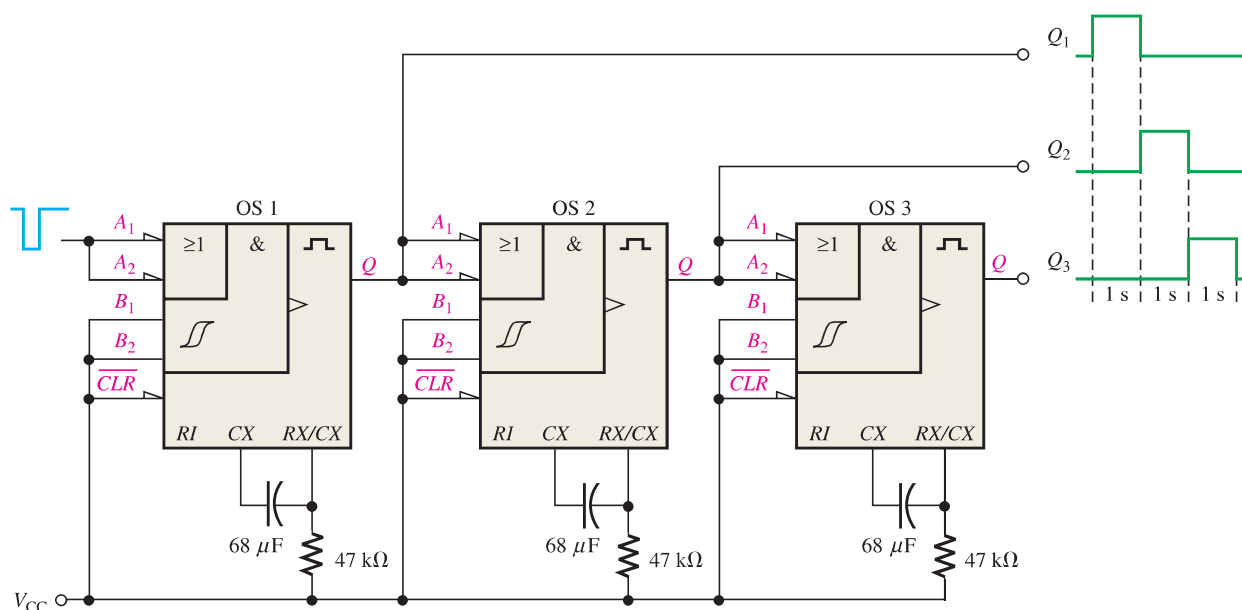 Q1
Q2
OS 1 OS 2 OS 3
A1 ≥1 & A1 ≥1 & A1 ≥1 &
A2 Q A2 Q A2 Q Q3
B1 B1 B1 1 s 1 s 1 s
B2 B2 B2
CLR CLR CLR
RI CX RX/CX RI CX RX/CX RI CX RX/CX
68 μF 47 kΩ 68 μF 47 kΩ 68 μF 47 kΩ
VCC